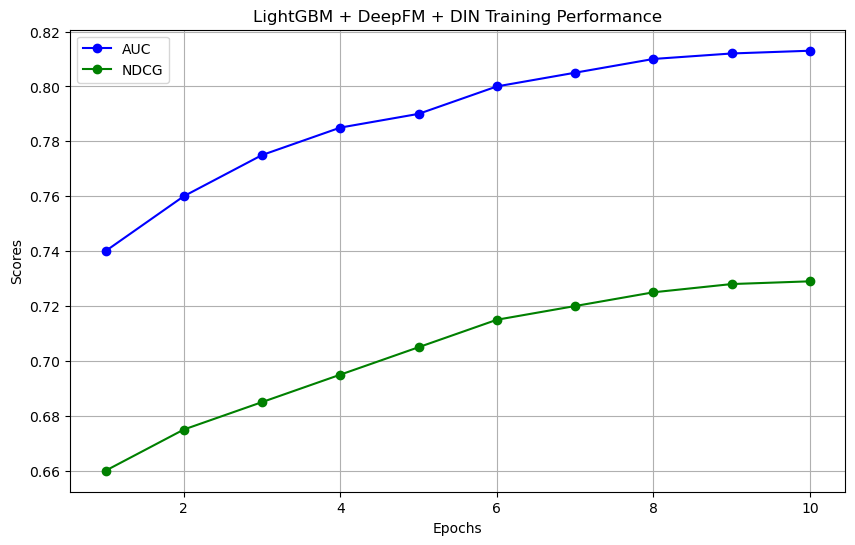 LightGBM + DeepFM + DIN Training Performance
AUC
NDCG
Scores
0.82
0.80
0.78
0.76
0.74
0.72
0.70
0.68
0.66
2 4 6 8 10
Epochs